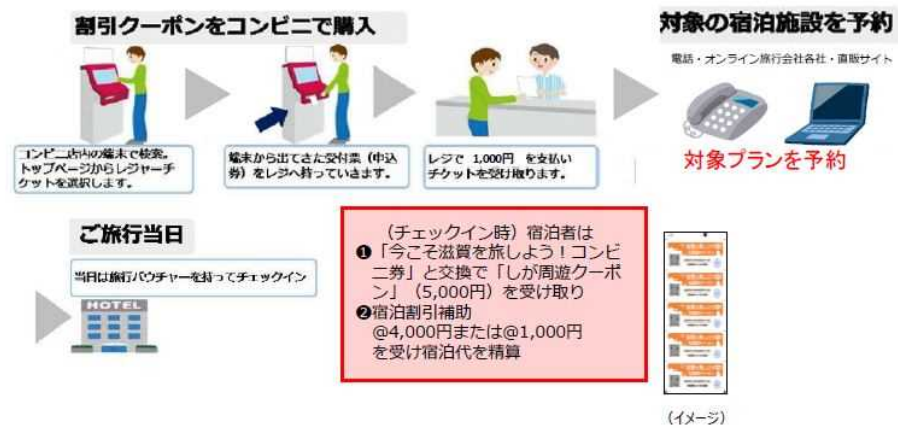 割引クーポンをコンビニで購入
コンビニ店内の端末で検索。
トップページからレジャーチ
ケットを選択します。
端末から出てきた受付票（申込
券）をレジへ持っていきます。
レジで 1,000円 を支払い
チケットを受け取ります。
対象の宿泊施設を予約
電話・オンライン旅行会社各社・直販サイト
対象プランを予約
ご旅行当日
当日は旅行バウチャーを持ってチェックイン
HOTEL
（チェックイン時）宿泊者は
❶「今こそ滋賀を旅しよう！コンビ
ニ券」と交換で「しが周遊クーポ
ン」（5,000円）を受け取り
❷宿泊割引補助
@4,000円または@1,000円
を受け宿泊代を精算
（イメージ）